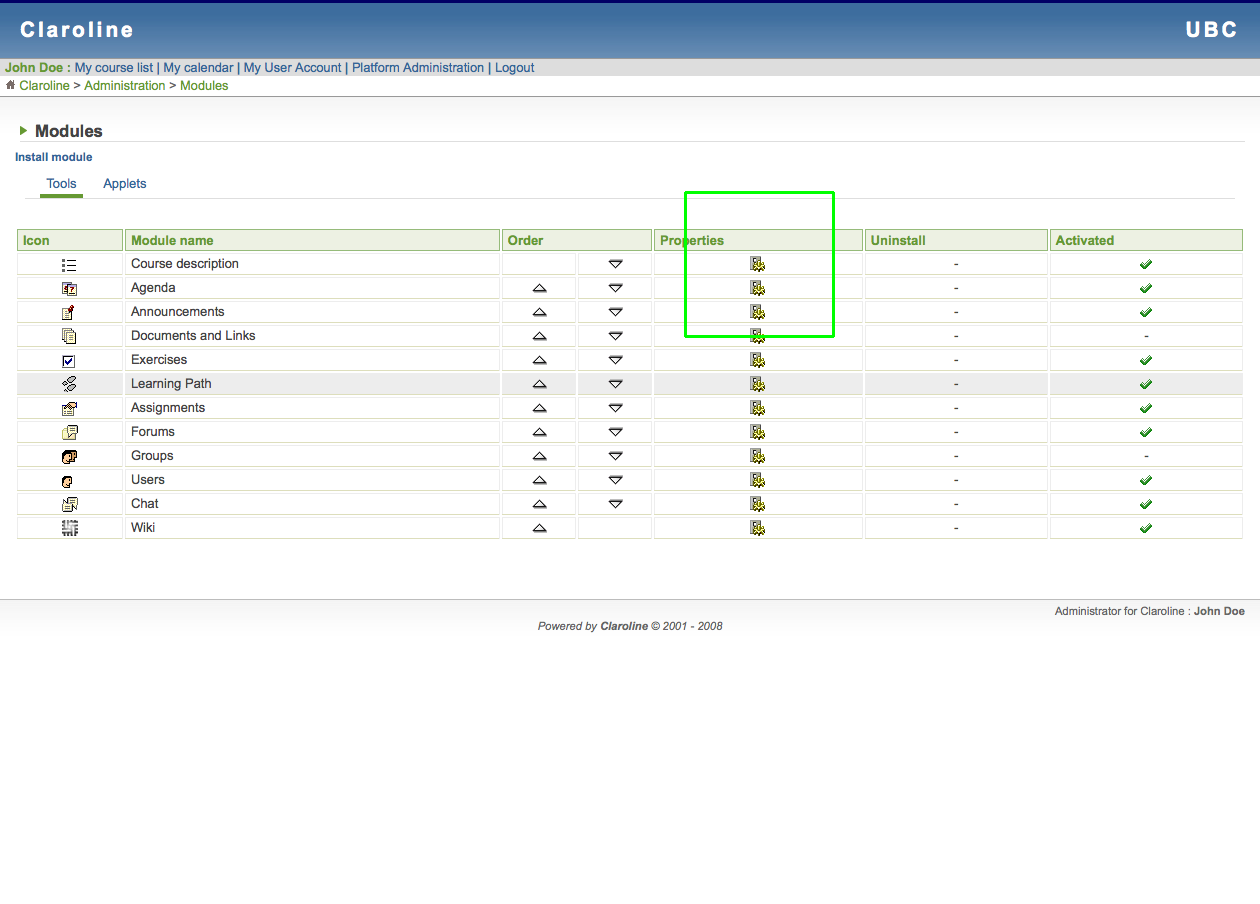 Claroline UBC
John Doe : My course list | My calendar | My User Account | Platform Administration | Logout
Claroline > Administration > Modules
Modules
Install module
Tools Applets
Icon Module name Order Properties Uninstall Activated
Course description -
Agenda -
Announcements -
Documents and Links - -
Exercises -
Learning Path -
Assignments -
Forums -
Groups - -
Users -
Chat -
Wiki -
Administrator for Claroline : John Doe
Powered by Claroline © 2001 - 2008